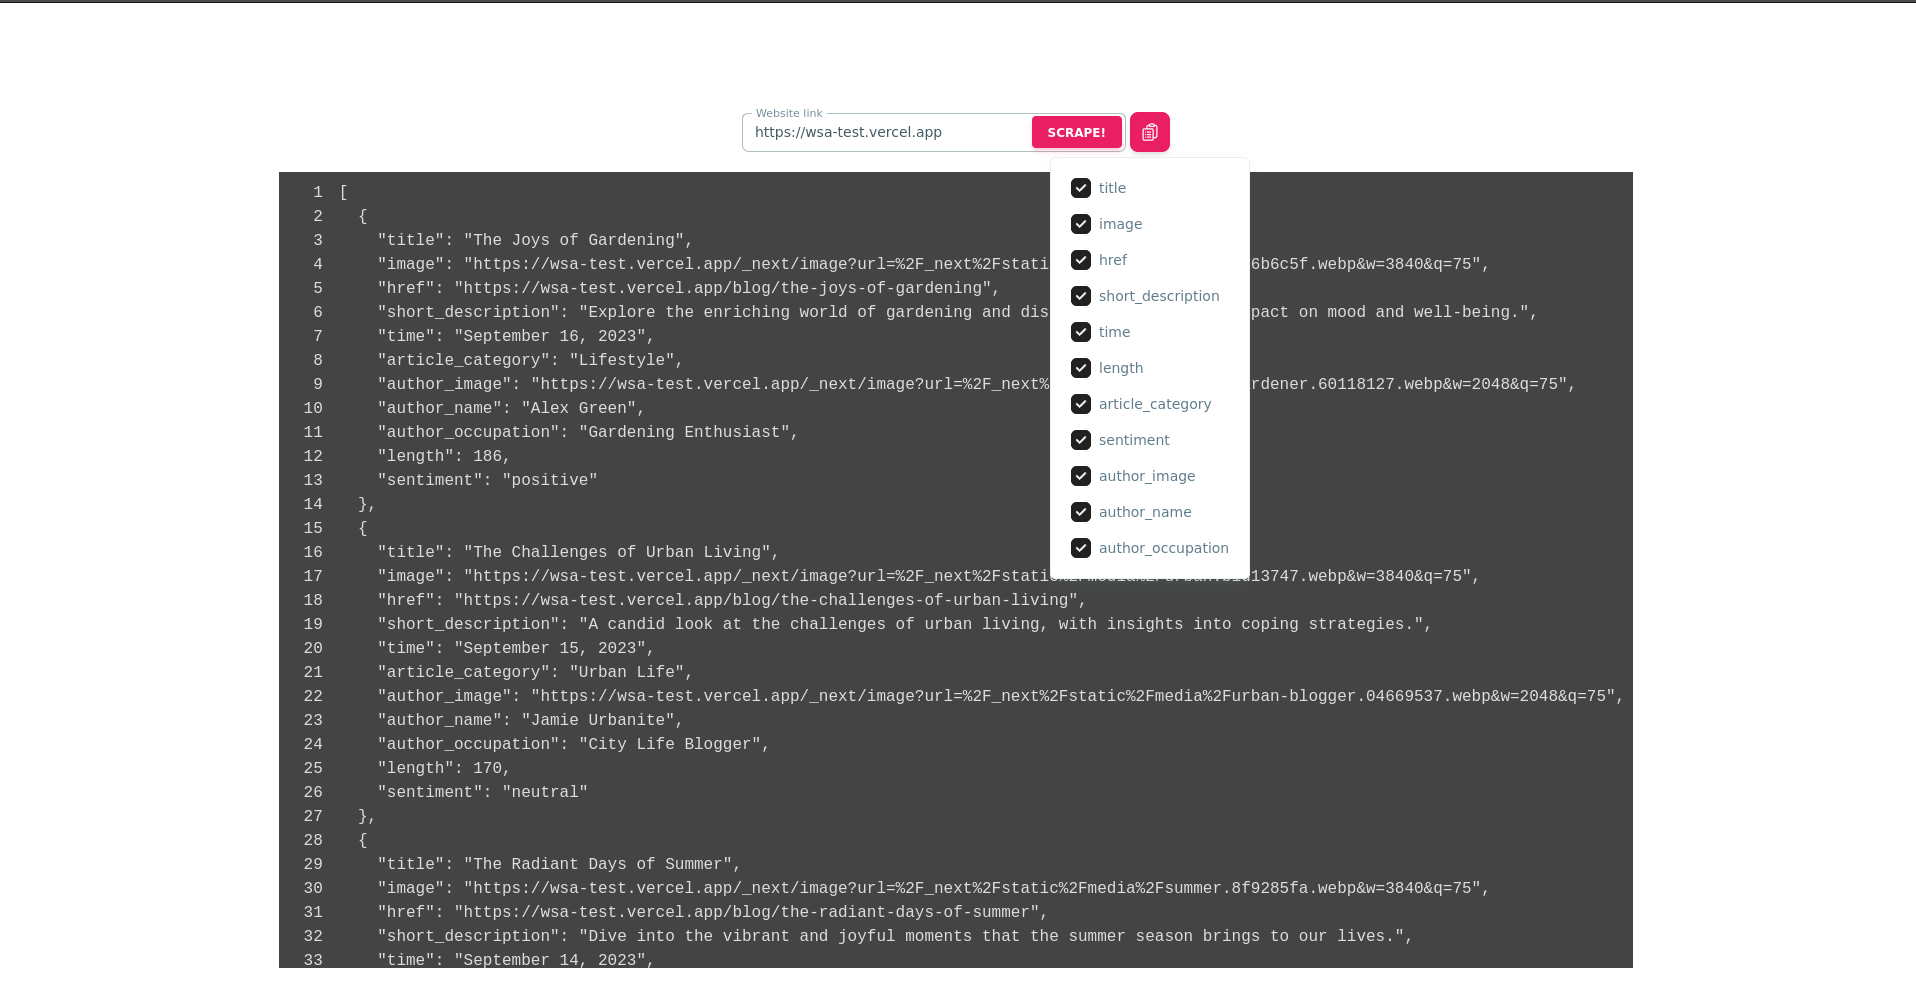 Website link
https://wsa-test.vercel.app
SCRAPE!
title
image
href
short_description
time
length
article_category
sentiment
author_image
author_name
author_occupation
1 [
2 {
3 "title": "The Joys of Gardening",
4 "image": "https://wsa-test.vercel.app/_next/image?url=%2F_next%2Fstati 6b6c5f.webp&w=3840&q=75",
5 "href": "https://wsa-test.vercel.app/blog/the-joys-of-gardening",
6 "short_description": "Explore the enriching world of gardening and dis pact on mood and well-being.",
7 "time": "September 16, 2023",
8 "article_category": "Lifestyle",
9 "author_image": "https://wsa-test.vercel.app/_next/image?url=%2F_next% rdener.60118127.webp&w=2048&q=75",
10 "author_name": "Alex Green",
11 "author_occupation": "Gardening Enthusiast",
12 "length": 186,
13 "sentiment": "positive"
14 },
15 {
16 "title": "The Challenges of Urban Living",
17 "image": "https://wsa-test.vercel.app/_next/image?url=%2F_next%2Fstatic 13747.webp&w=3840&q=75",
18 "href": "https://wsa-test.vercel.app/blog/the-challenges-of-urban-living",
19 "short_description": "A candid look at the challenges of urban living, with insights into coping strategies.",
20 "time": "September 15, 2023",
21 "article_category": "Urban Life",
22 "author_image": "https://wsa-test.vercel.app/_next/image?url=%2F_next%2Fstatic%2Fmedia%2Furban-blogger.04669537.webp&w=2048&q=75",
23 "author_name": "Jamie Urbanite",
24 "author_occupation": "City Life Blogger",
25 "length": 170,
26 "sentiment": "neutral"
27 },
28 {
29 "title": "The Radiant Days of Summer",
30 "image": "https://wsa-test.vercel.app/_next/image?url=%2F_next%2Fstatic%2Fmedia%2Fsummer.8f9285fa.webp&w=3840&q=75",
31 "href": "https://wsa-test.vercel.app/blog/the-radiant-days-of-summer",
32 "short_description": "Dive into the vibrant and joyful moments that the summer season brings to our lives.",
33 "time": "September 14, 2023",